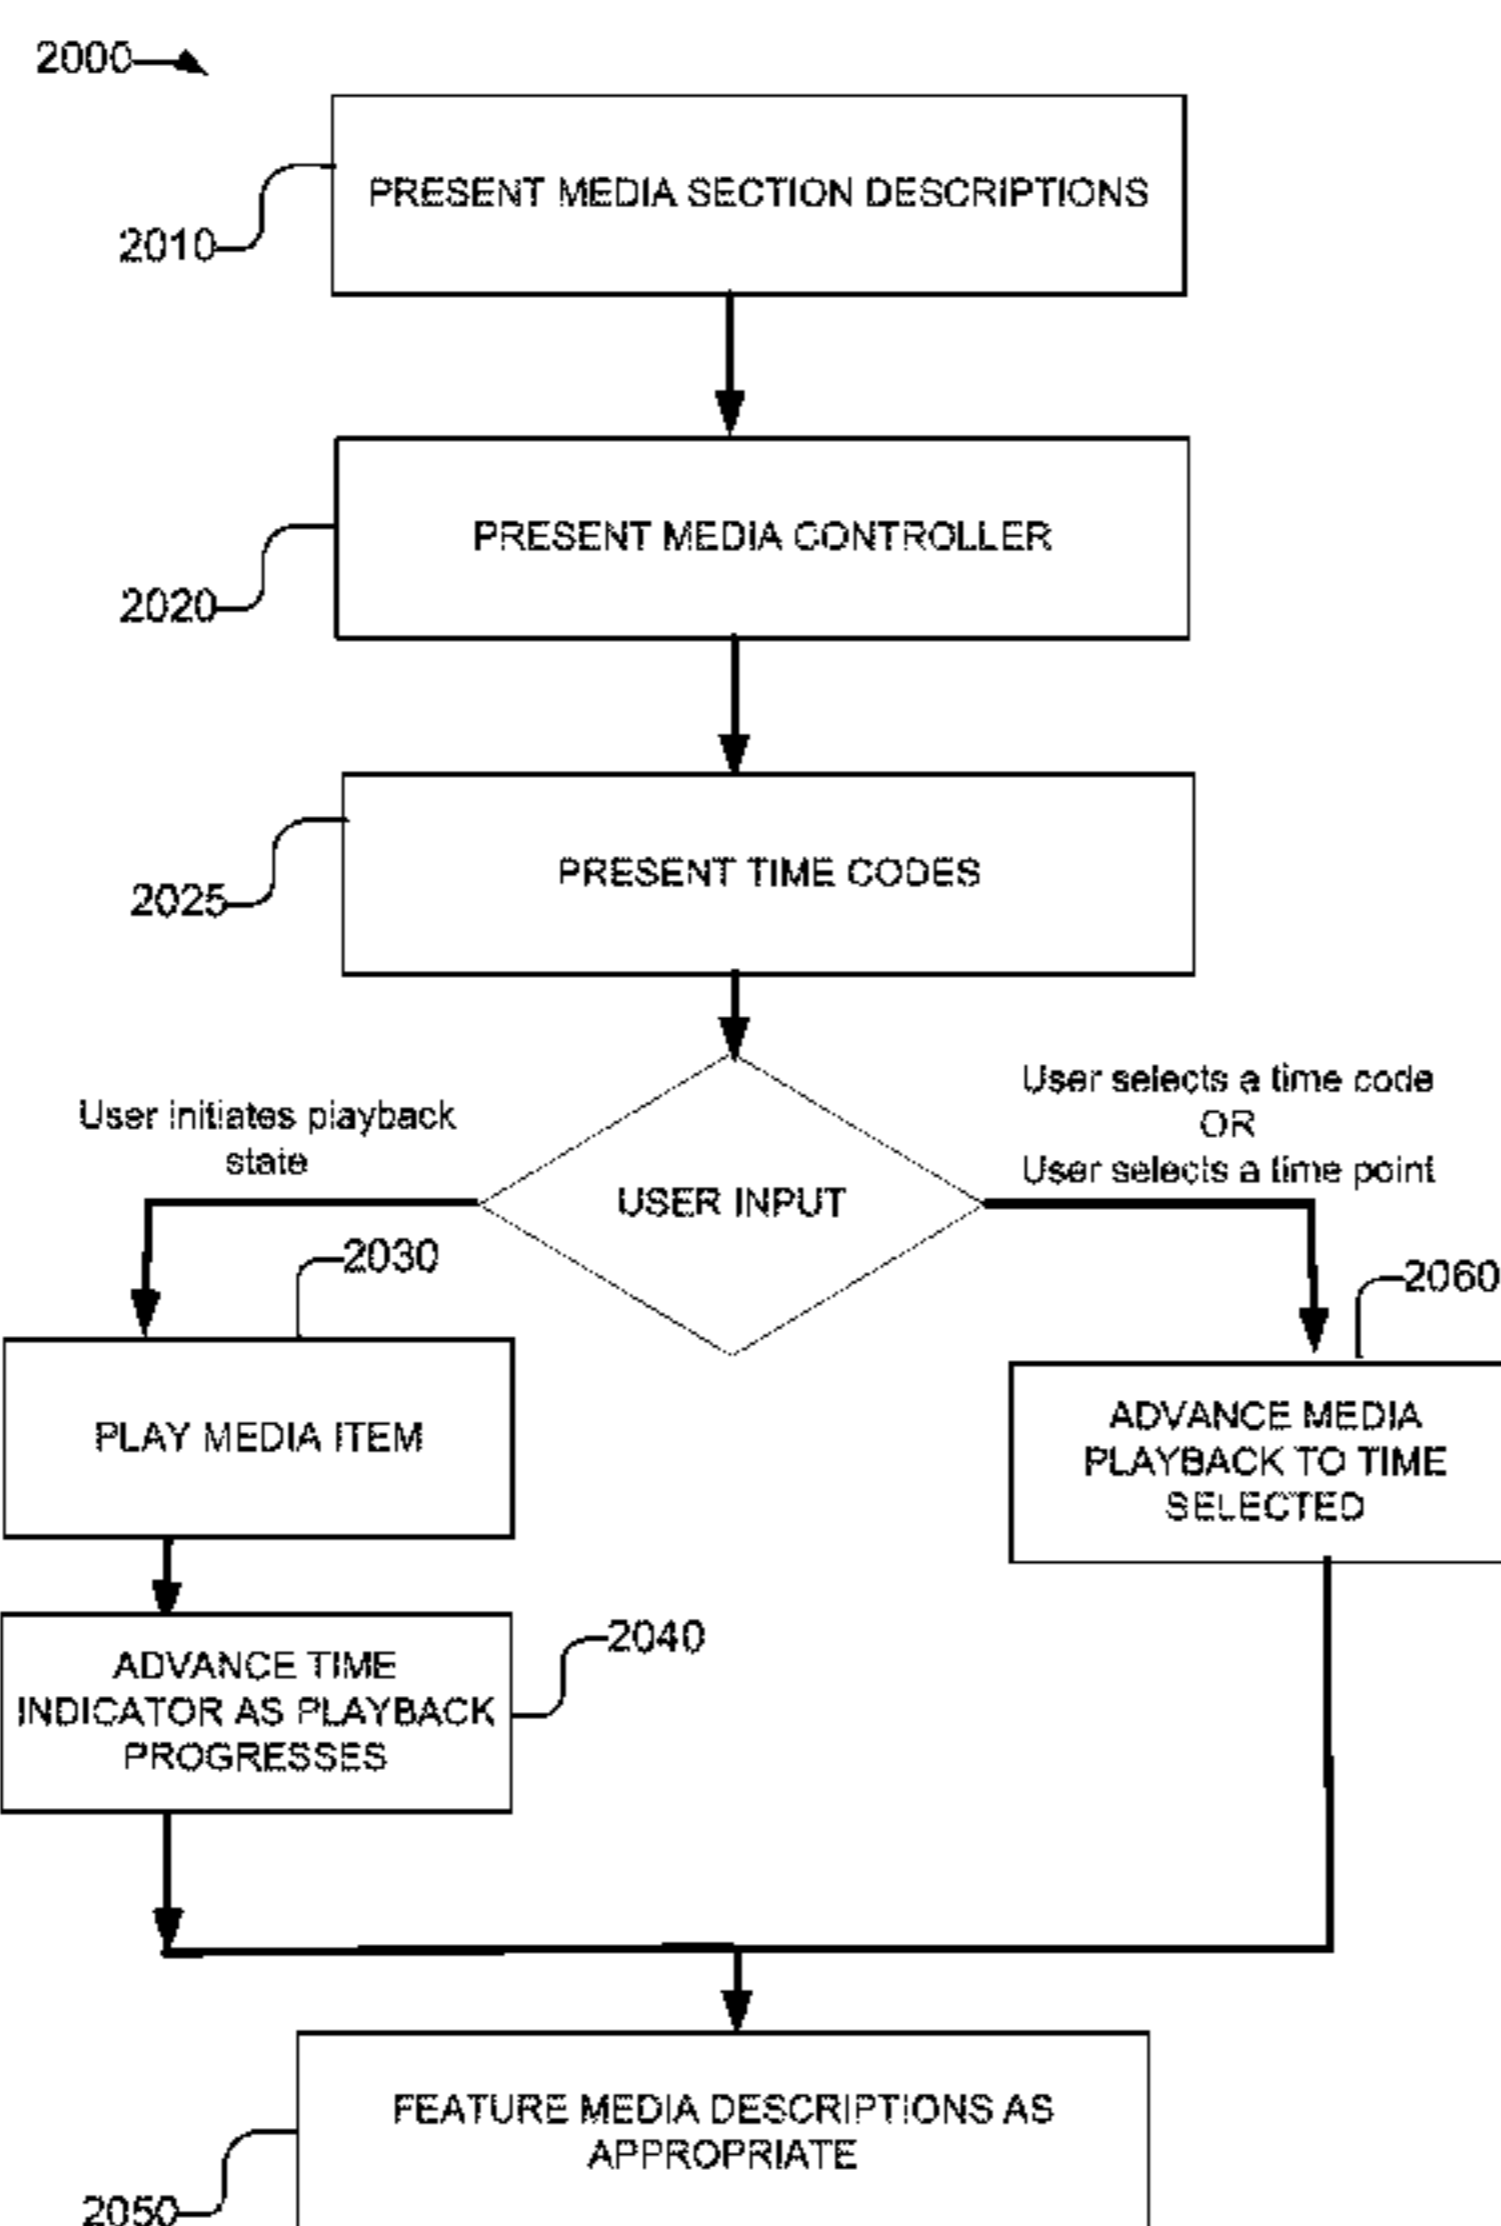 2000
PRESENT MEDIA SECTION DESCRIPTIONS
2010
PRESENT MEDIA CONTROLLER
2020
PRESENT TIME CODES
2025
User initiates playback
state
User selects a time code
OR
User selects a time point
USER INPUT
2030
2060
PLAY MEDIA ITEM
ADVANCE MEDIA
PLAYBACK TO TIME
SELECTED
2040
ADVANCE TIME
INDICATOR AS PLAYBACK
PROGRESSES
FEATURE MEDIA DESCRIPTIONS AS
APPROPRIATE
2050